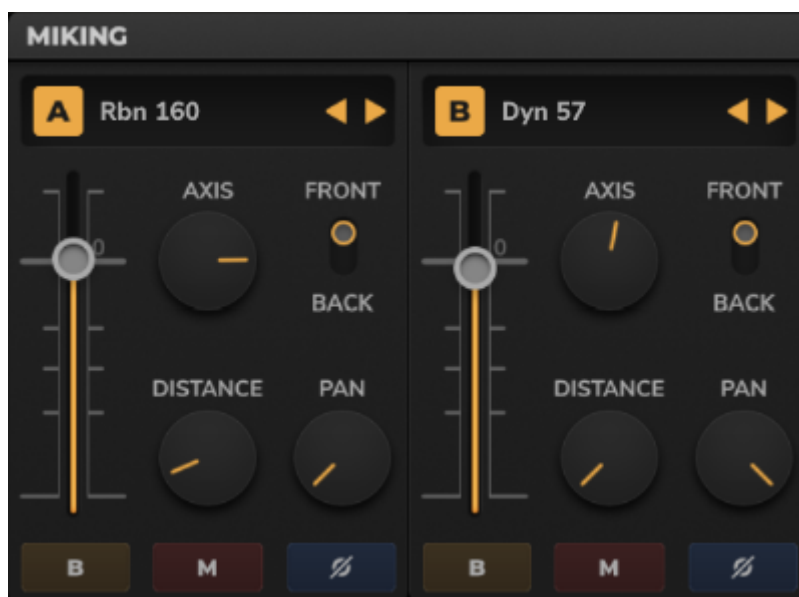 MIKING
A Rbn 160
B Dyn 57
AXIS FRONT
0
BACK
DISTANCE PAN
B M Ø
AXIS FRONT
0
BACK
DISTANCE PAN
B M Ø